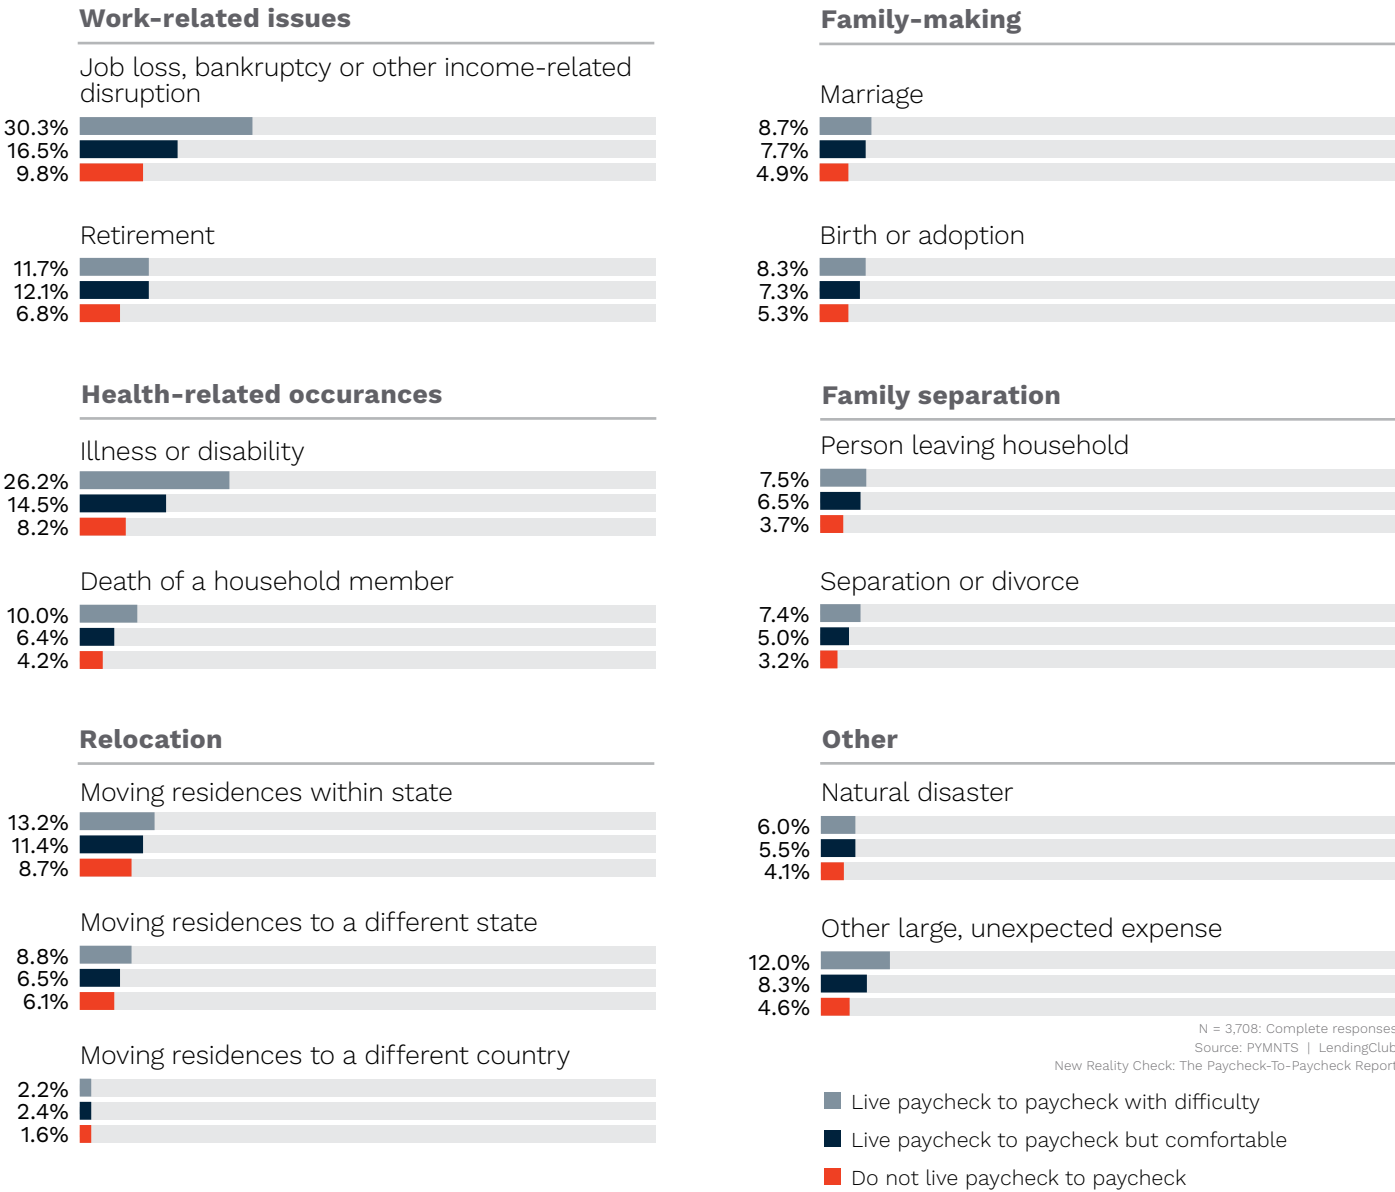 Work-related issues
Job loss, bankruptcy or other income-related
disruption
30.3%
16.5%
9.8%
Retirement
11.7%
12.1%
6.8%
Health-related occurances
Illness or disability
26.2%
14.5%
8.2%
Death of a household member
10.0%
6.4%
4.2%
Relocation
Moving residences within state
13.2%
11.4%
8.7%
Moving residences to a different state
8.8%
6.5%
6.1%
Moving residences to a different country
2.2%
2.4%
1.6%
Family-making
Marriage
8.7%
7.7%
4.9%
Birth or adoption
8.3%
7.3%
5.3%
Family separation
Person leaving household
7.5%
6.5%
3.7%
Separation or divorce
7.4%
5.0%
3.2%
Other
Natural disaster
6.0%
5.5%
4.1%
Other large, unexpected expense
12.0%
8.3%
4.6%
N = 3,708: Complete responses
Source: PYMNTS | LendingClub
New Reality Check: The Paycheck-To-Paycheck Report
Live paycheck to paycheck with difficulty
Live paycheck to paycheck but comfortable
Do not live paycheck to paycheck